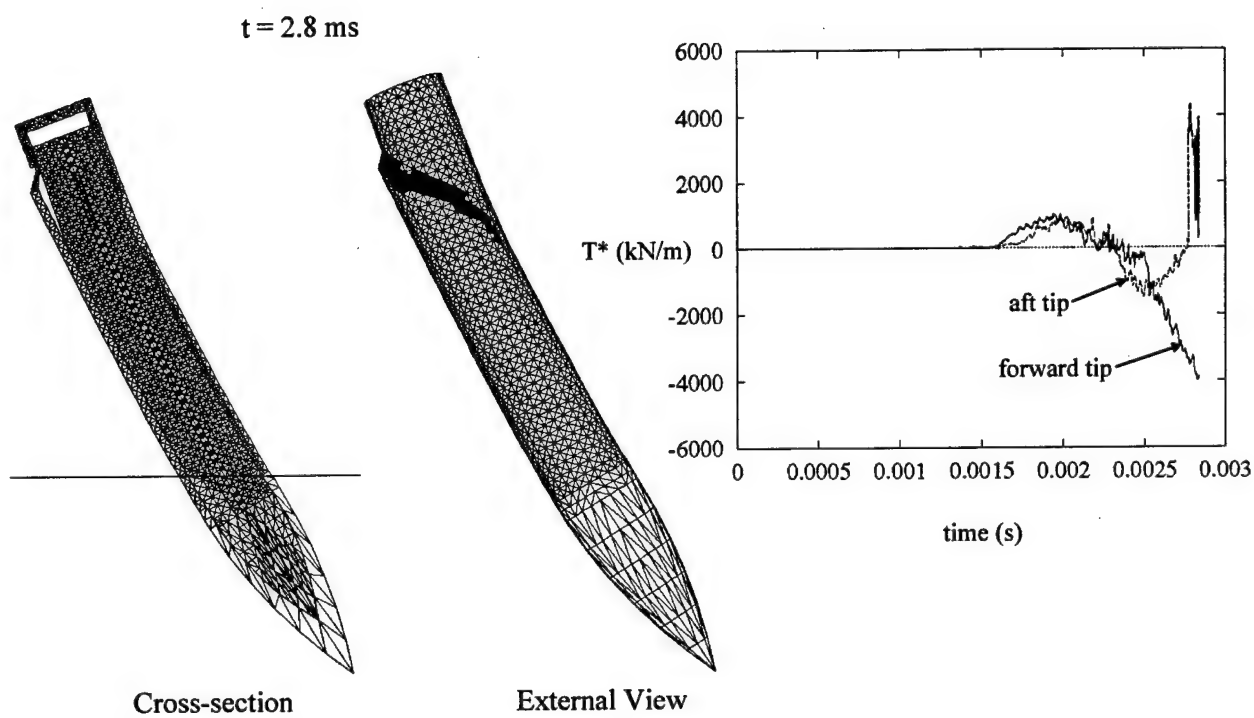 t = 2.8 ms
6000
4000
2000
T* (kN/m)
0
-2000
-4000
-6000
aft tip
forward tip
0
0.0005
0.001
0.0015
0.002
0.0025
0.003
time (s)
Cross-section
External View